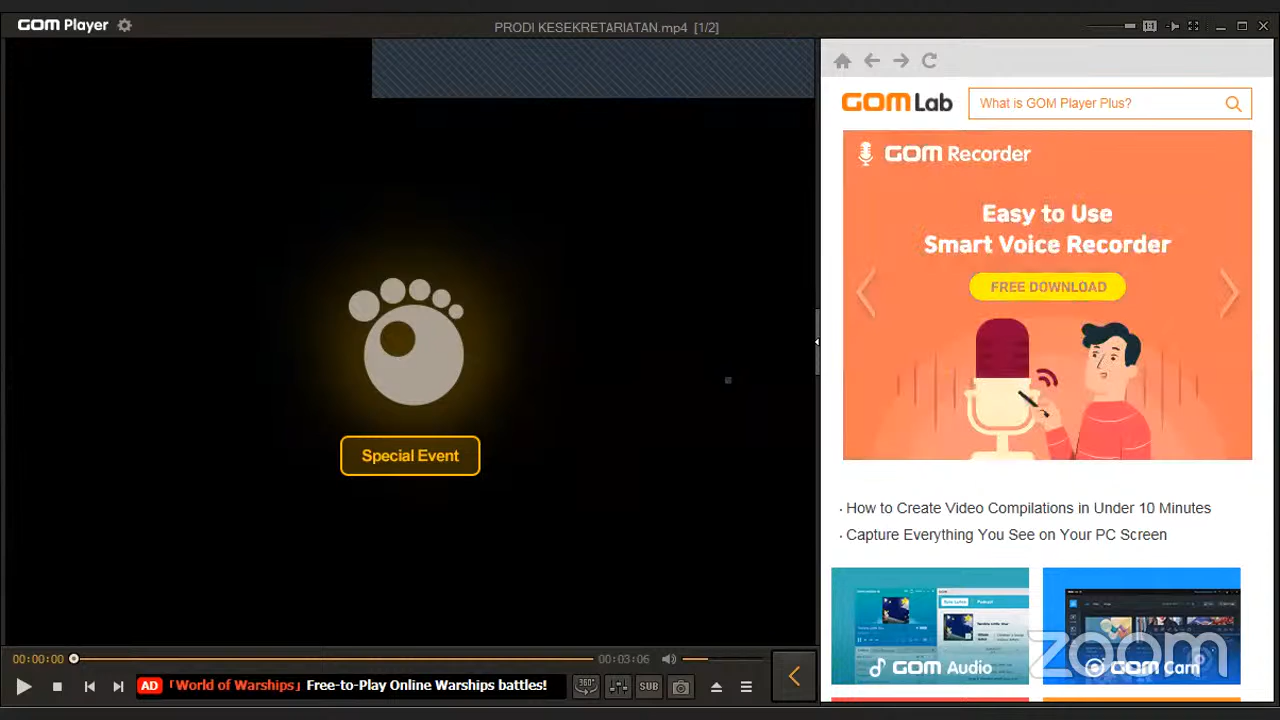 GOM Player
PRODI KESEKRETARIATAN.mp4 [1/2]
1:1
GOM Lab
What is GOM Player Plus?
GOM Recorder
Easy to Use
Smart Voice Recorder
FREE DOWNLOAD
Special Event
· How to Create Video Compilations in Under 10 Minutes
· Capture Everything You See on Your PC Screen
GOM Audio
GOM Cam
zoom
00:00:00
00:03:06
AD 「World of Warships」 Free-to-Play Online Warships battles!
360°
SUB